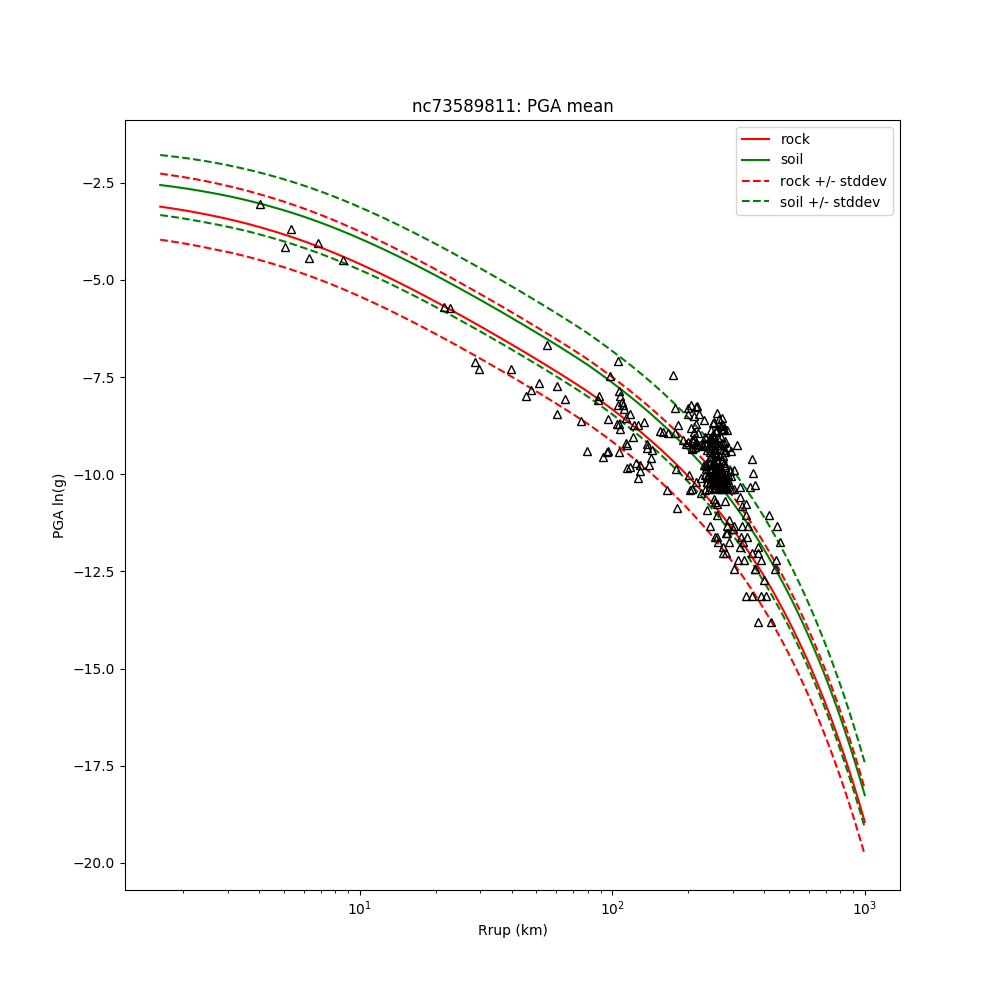 nc73589811: PGA mean
rock
soil
rock +/- stddev
soil +/- stddev
−2.5
−5.0
−7.5
−10.0
−12.5
−15.0
−17.5
−20.0
PGA ln(g)
10¹
10²
10³
Rrup (km)